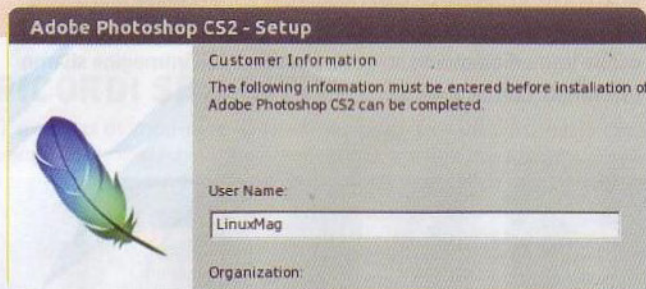 Adobe Photoshop CS2 - Setup
Customer Information
The following information must be entered before installation of
Adobe Photoshop CS2 can be completed.
User Name:
LinuxMag
Organization: